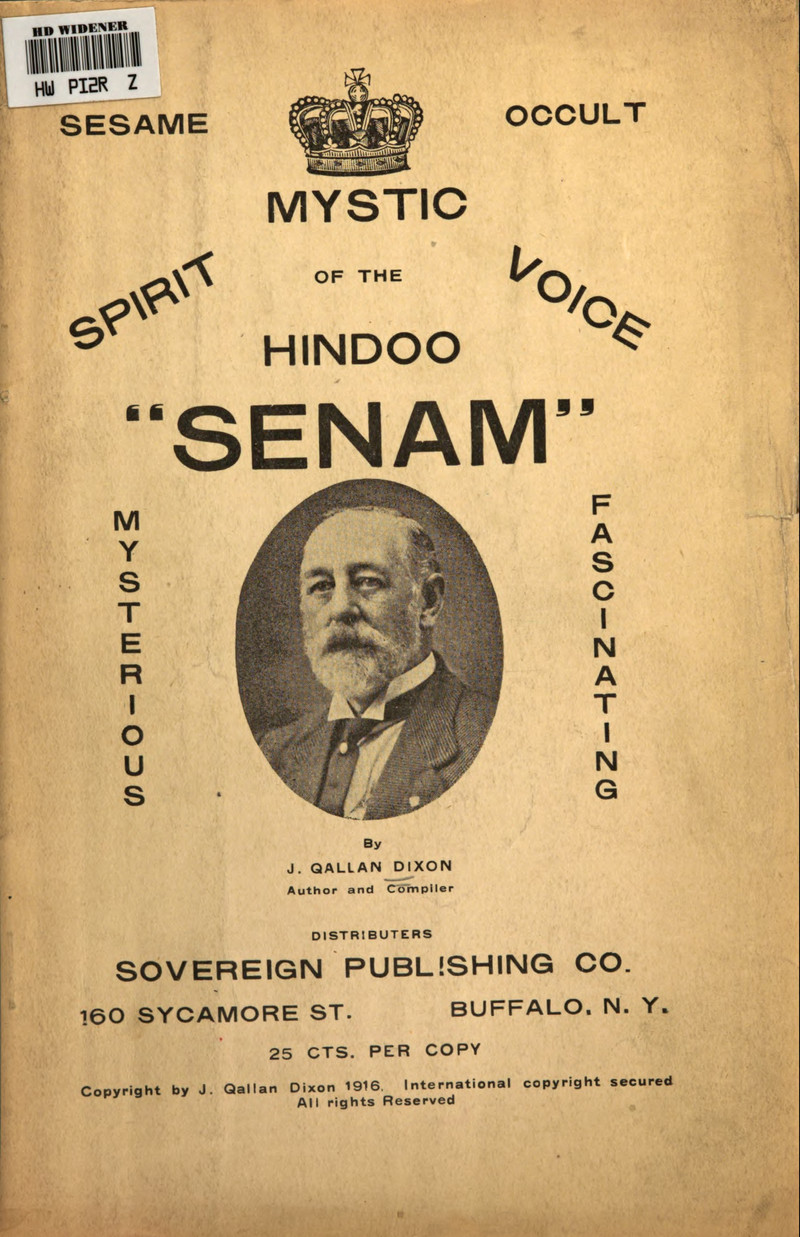 HD WIDENER
HW PI2R Z
SESAME
OCCULT
MYSTIC
SPIRIT
OF THE
VOICE
HINDOO
“SENAM”
MYSTERIOUS
FASCINATING
By
J. QALLAN DIXON
Author and Compiler
DISTRIBUTERS
SOVEREIGN PUBL!SHING CO.
160 SYCAMORE ST. BUFFALO. N. Y.
25 CTS. PER COPY
Copyright by J. Qallan Dixon 1916. International copyright secured
All rights Reserved